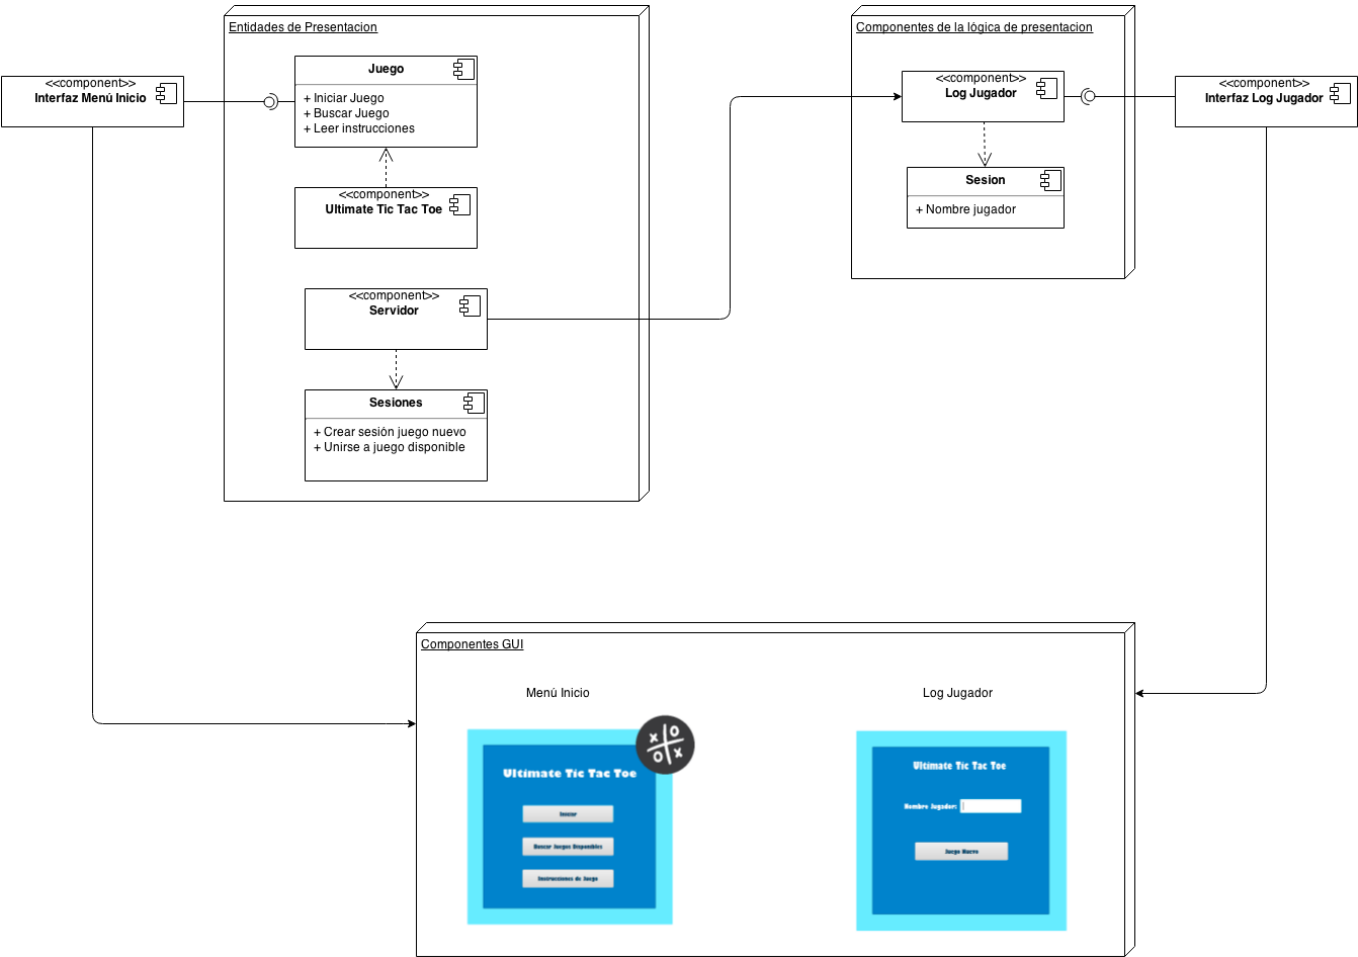 Entidades de Presentacion
<<component>>
Interfaz Menú Inicio
Juego
+ Iniciar Juego
+ Buscar Juego
+ Leer instrucciones
<<component>>
Ultimate Tic Tac Toe
<<component>>
Servidor
Sesiones
+ Crear sesión juego nuevo
+ Unirse a juego disponible
Componentes de la lógica de presentacion
<<component>>
Log Jugador
Sesion
+ Nombre jugador
<<component>>
Interfaz Log Jugador
Componentes GUI
Menú Inicio
Ultimate Tic Tac Toe
Iniciar
Buscar Juegos Disponibles
Instrucciones de Juego
Log Jugador
Ultimate Tic Tac Toe
Nombre Jugador:
Juego Nuevo